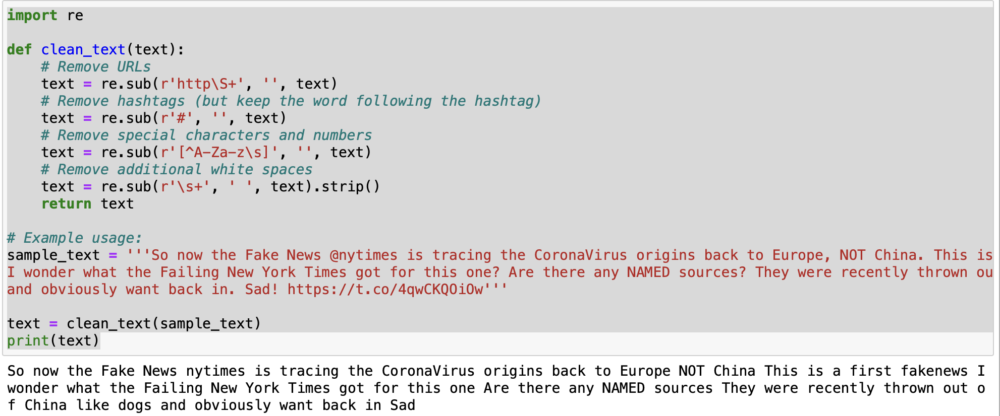 import re
def clean_text(text):
    # Remove URLs
    text = re.sub(r'http\S+', '', text)
    # Remove hashtags (but keep the word following the hashtag)
    text = re.sub(r'#', '', text)
    # Remove special characters and numbers
    text = re.sub(r'[^A-Za-z\s]', '', text)
    # Remove additional white spaces
    text = re.sub(r'\s+', ' ', text).strip()
    return text
# Example usage:
sample_text = '''So now the Fake News @nytimes is tracing the CoronaVirus origins back to Europe, NOT China. This is
I wonder what the Failing New York Times got for this one? Are there any NAMED sources? They were recently thrown ou
and obviously want back in. Sad! https://t.co/4qwCKQOiOw'''
text = clean_text(sample_text)
print(text)
So now the Fake News nytimes is tracing the CoronaVirus origins back to Europe NOT China This is a first fakenews I
wonder what the Failing New York Times got for this one Are there any NAMED sources They were recently thrown out o
f China like dogs and obviously want back in Sad